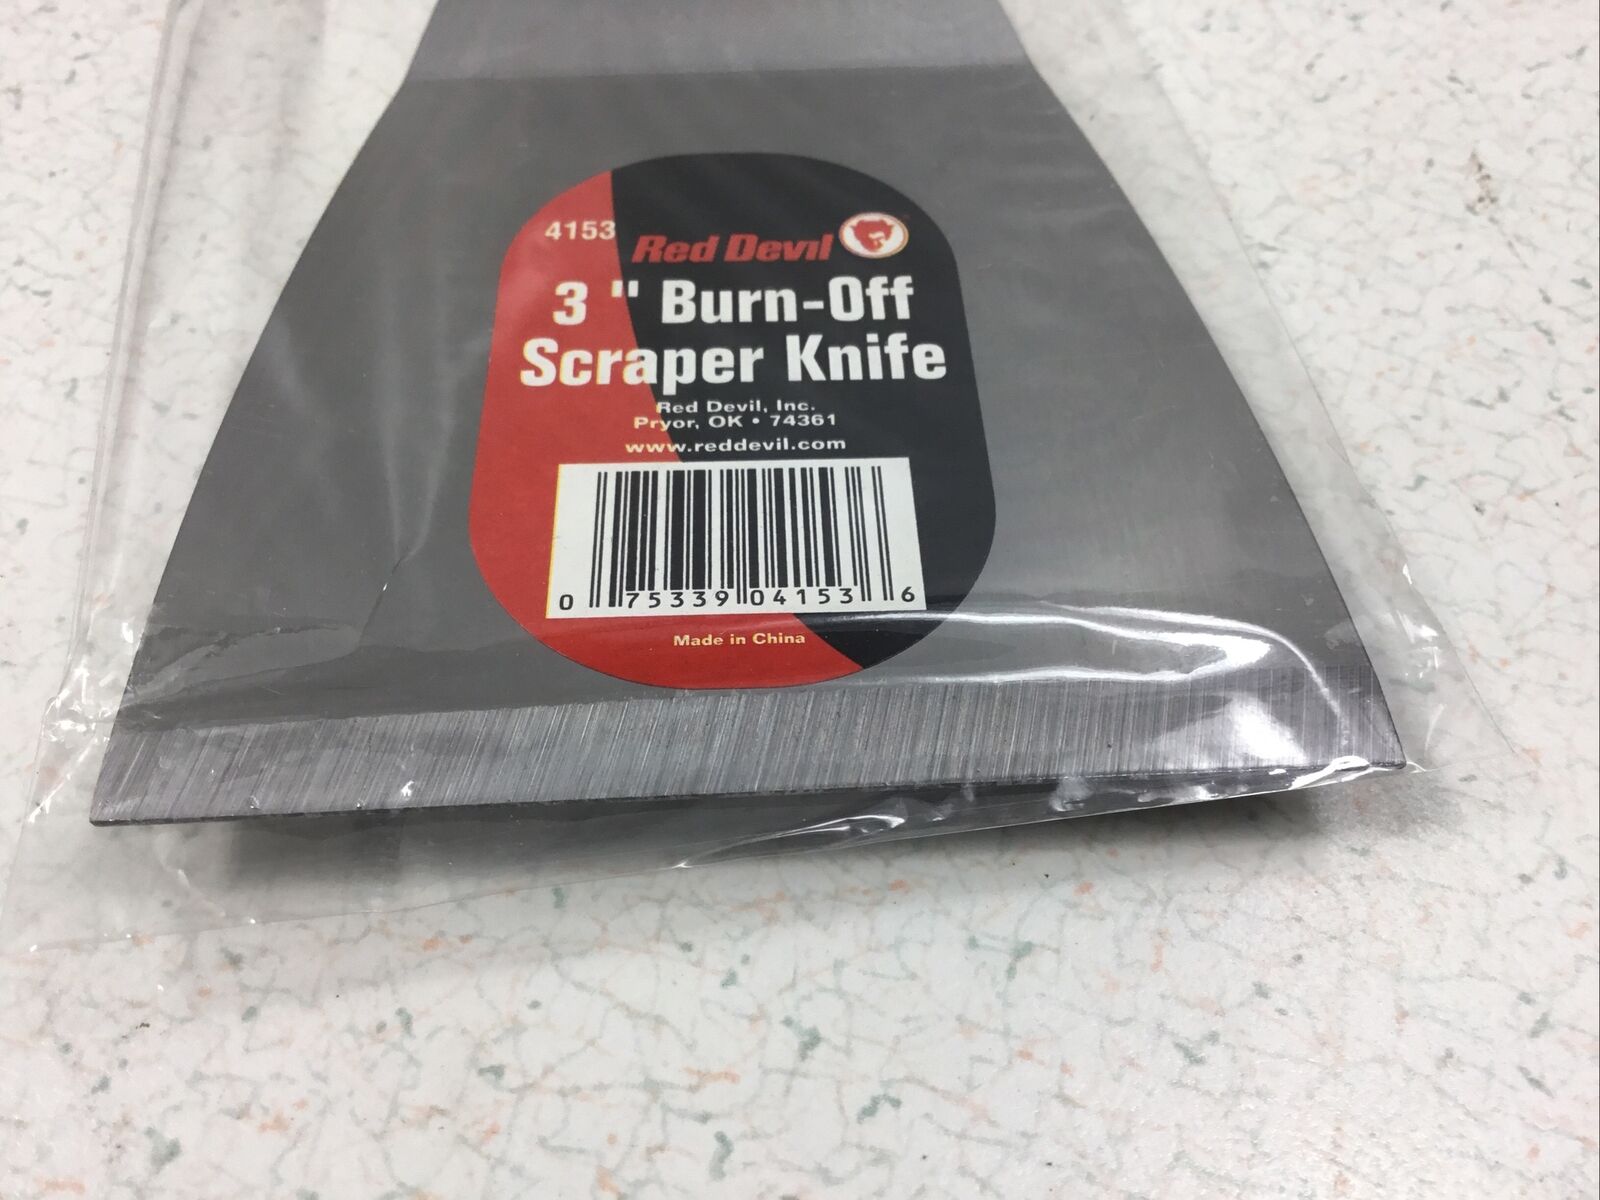 4153 Red Devil
3 " Burn-Off
Scraper Knife
Red Devil, Inc.
Pryor, OK • 74361
www.reddevil.com
0 75339 04153 6
Made in China